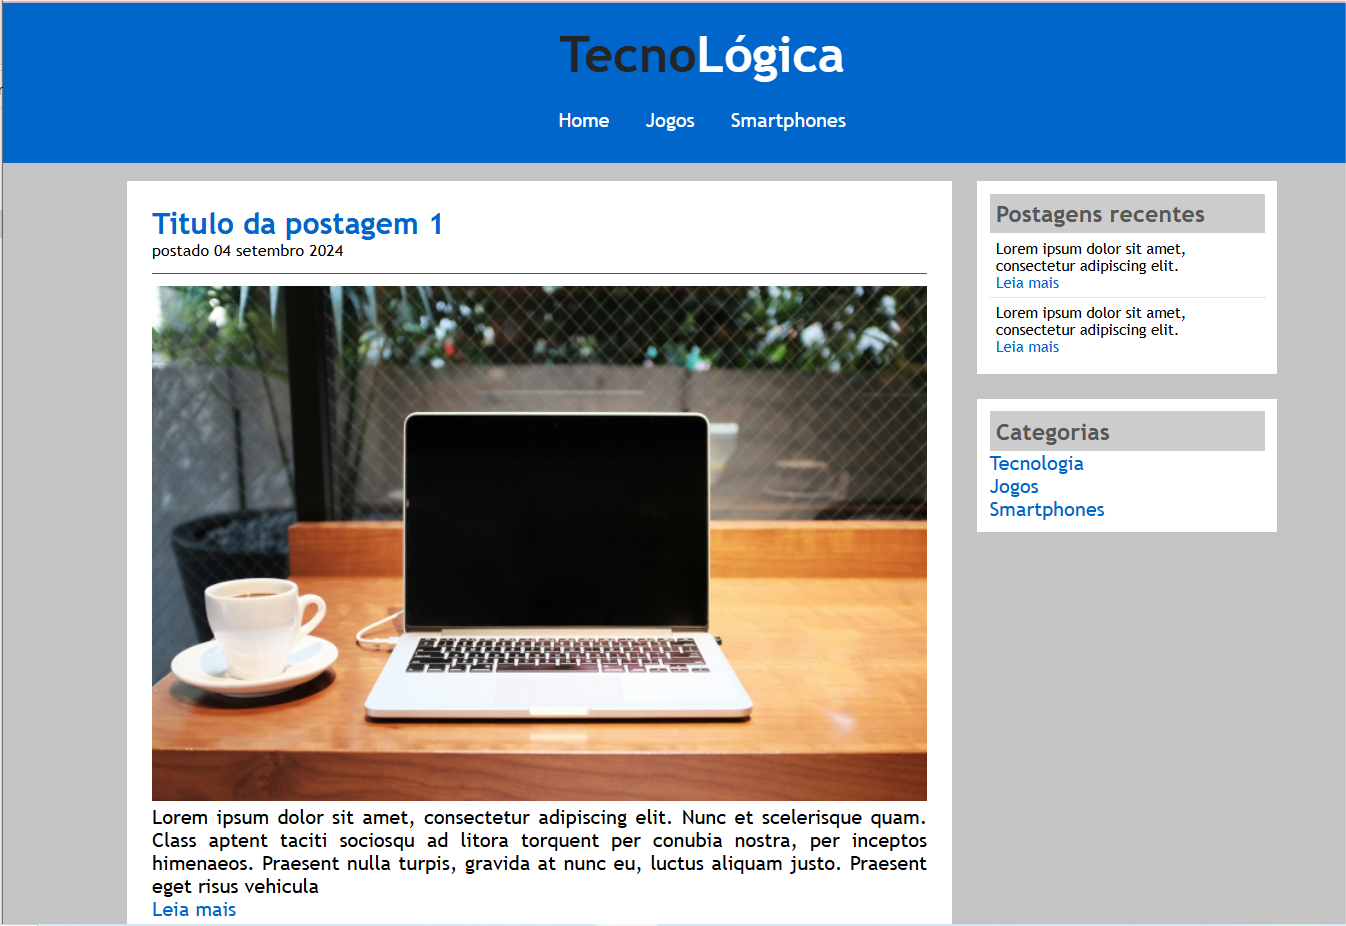 TecnoLógica
Home Jogos Smartphones
Titulo da postagem 1
postado 04 setembro 2024
Lorem ipsum dolor sit amet, consectetur adipiscing elit. Nunc et scelerisque quam.
Class aptent taciti sociosqu ad litora torquent per conubia nostra, per inceptos
himenaeos. Praesent nulla turpis, gravida at nunc eu, luctus aliquam justo. Praesent
eget risus vehicula
Leia mais
Postagens recentes
Lorem ipsum dolor sit amet,
consectetur adipiscing elit.
Leia mais
Lorem ipsum dolor sit amet,
consectetur adipiscing elit.
Leia mais
Categorias
Tecnologia
Jogos
Smartphones